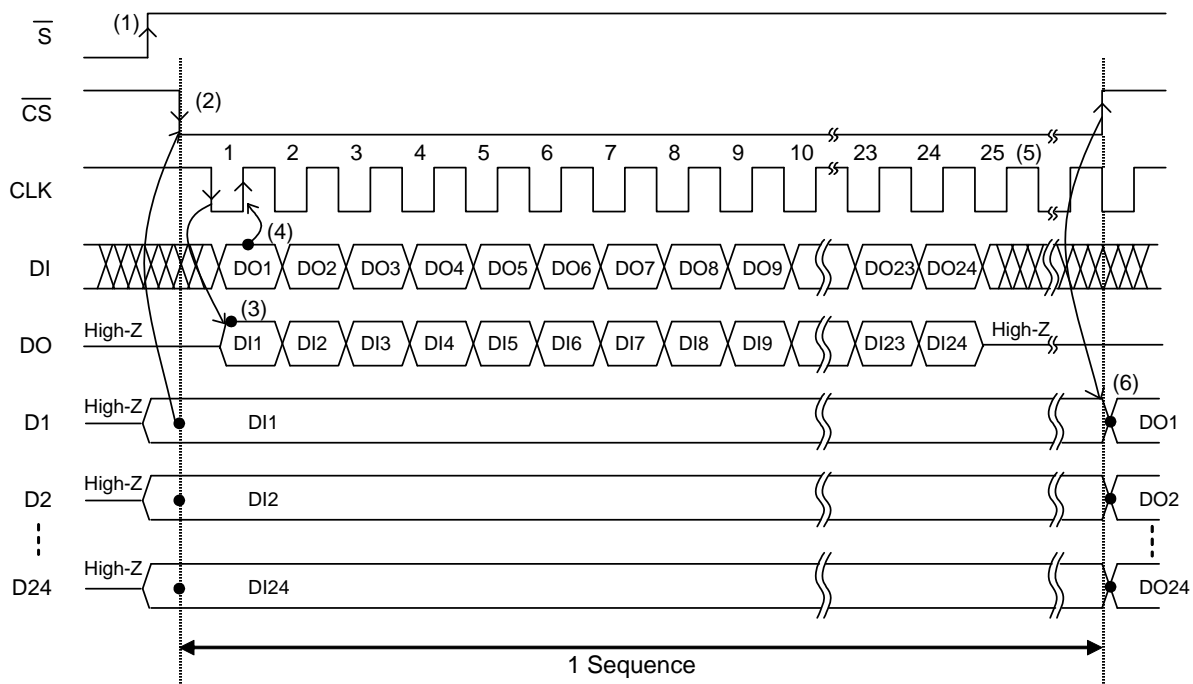 S (1)
CS (2)
1 2 3 4 5 6 7 8 9 10 23 24 25 (5)
CLK
(4)
DI DO1 DO2 DO3 DO4 DO5 DO6 DO7 DO8 DO9 DO23 DO24
(3)
DO High-Z DI1 DI2 DI3 DI4 DI5 DI6 DI7 DI8 DI9 DI23 DI24 High-Z
(6)
D1 High-Z DI1 DO1
D2 High-Z DI2 DO2
D24 High-Z DI24 DO24
1 Sequence